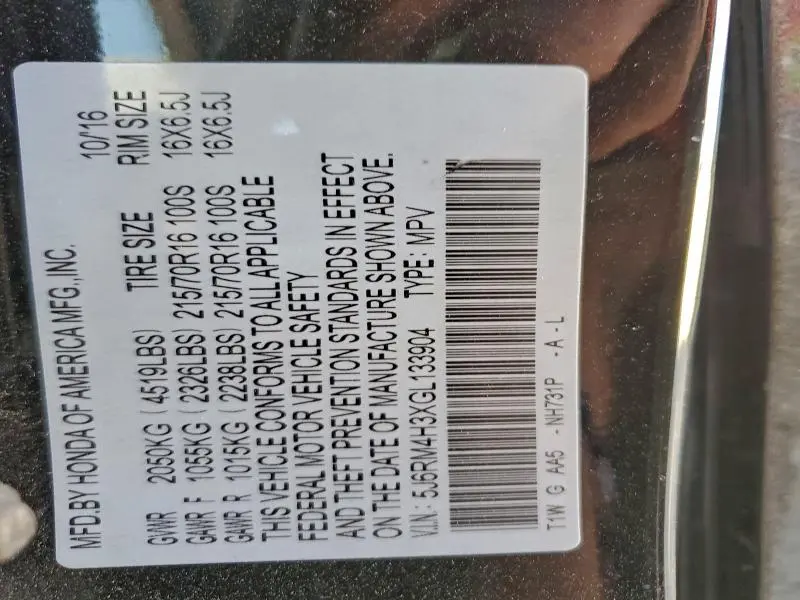 MFD.BY HONDA OF AMERICA MFG., INC. 10/16
GVWR 2050KG ( 4519LBS) TIRE SIZE RIM SIZE
GAWR F 1055KG ( 2326LBS) 215/70R16 100S 16X6.5J
GAWR R 1015KG ( 2238LBS) 215/70R16 100S 16X6.5J
THIS VEHICLE CONFORMS TO ALL APPLICABLE
FEDERAL MOTOR VEHICLE SAFETY
AND THEFT PREVENTION STANDARDS IN EFFECT
ON THE DATE OF MANUFACTURE SHOWN ABOVE.
V.I.N.: 5J6RM4H3XGL133904 TYPE: MPV
T1W G AA5 - NH731P - A - L